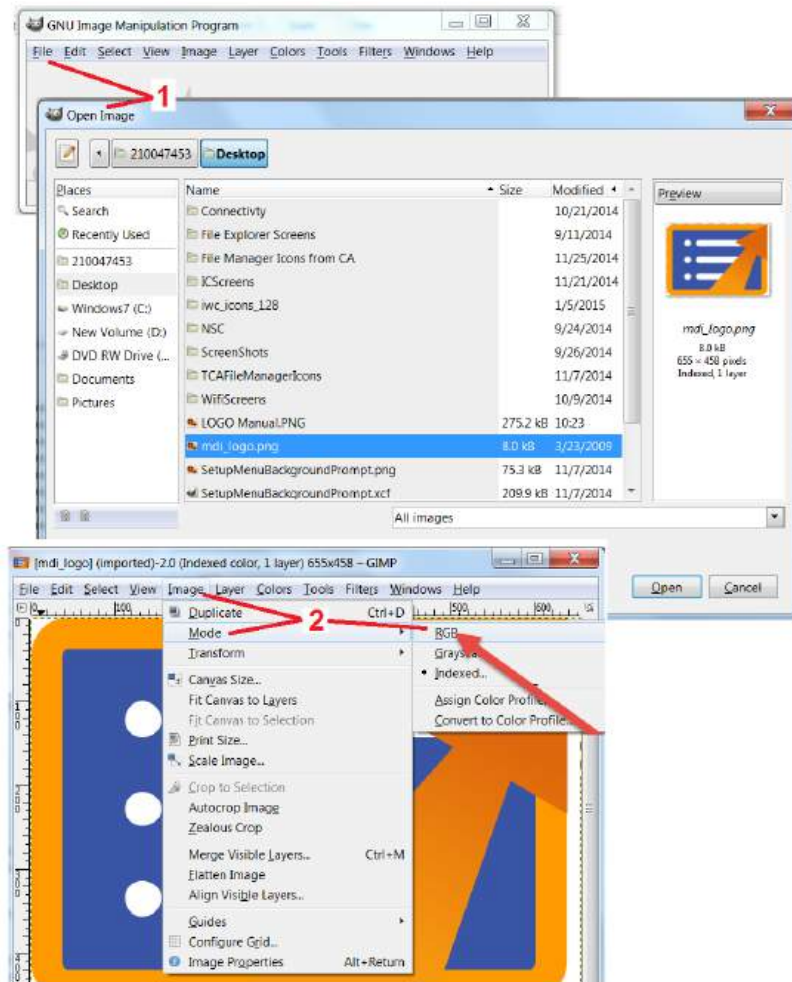 GNU Image Manipulation Program
File Edit Select View Image Layer Colors Tools Filters Windows Help
1
Open Image
210047453 Desktop
Places Name Size Modified Preview
Search Connectivty 10/21/2014
Recently Used File Explorer Screens 9/11/2014
210047453 File Manager Icons from CA 11/25/2014
Desktop ICScreens 11/21/2014
Windows7 (C:) iwc_icons_128 1/5/2015
New Volume (D:) NSC 9/24/2014 mdi_logo.png
DVD RW Drive (... ScreenShots 9/26/2014 8.0 kB
655 × 458 pixels
Documents TCAFileManagerIcons 11/7/2014 Indexed, 1 layer
Pictures WifiScreens 10/9/2014
LOGO Manual.PNG 275.2 kB 10:23
mdi_logo.png 8.0 kB 3/23/2009
SetupMenuBackgroundPrompt.png 75.3 kB 11/7/2014
SetupMenuBackgroundPrompt.xcf 209.9 kB 11/7/2014
All images
Open Cancel
[mdi_logo] (imported)-2.0 (Indexed color, 1 layer) 655x458 – GIMP
File Edit Select View Image Layer Colors Tools Filters Windows Help
0 100 500 600
Duplicate Ctrl+D
2
Mode RGB
Transform
Indexed...
Canvas Size...
Fit Canvas to Layers Assign Color Profile
Fit Canvas to Selection Convert to Color Profile...
Print Size...
Scale Image...
Crop to Selection
Autocrop Image
Zealous Crop
Merge Visible Layers... Ctrl+M
Flatten Image
Align Visible Layers...
Guides
Configure Grid...
Image Properties Alt+Return